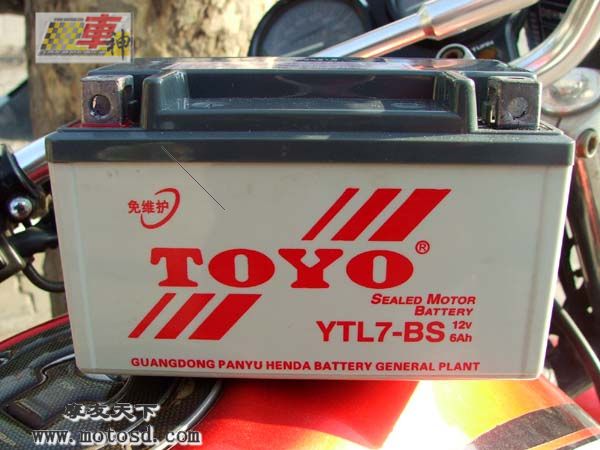 車神
免维护
TOYO®
SEALED MOTOR
BATTERY
YTL7-BS 12V
6Ah
GUANGDONG PANYU HENDA BATTERY GENERAL PLANT
摩友天下
www.motosd.com